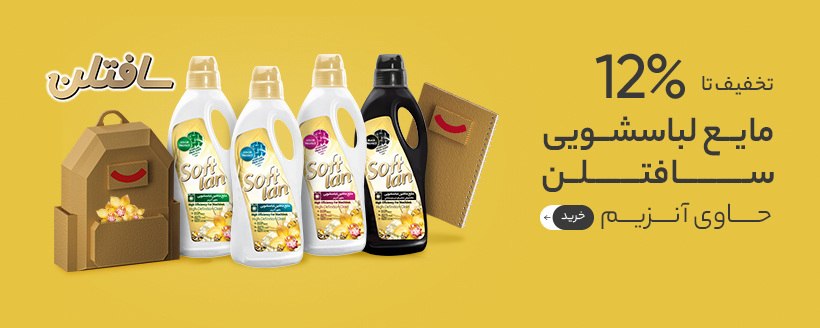 تخفیف تا 12%
مایع لباسشویی
سافتلن
حاوی آنزیم
خرید
سافتلن
Soft
lan
Soft
lan
Soft
lan
Soft
lan